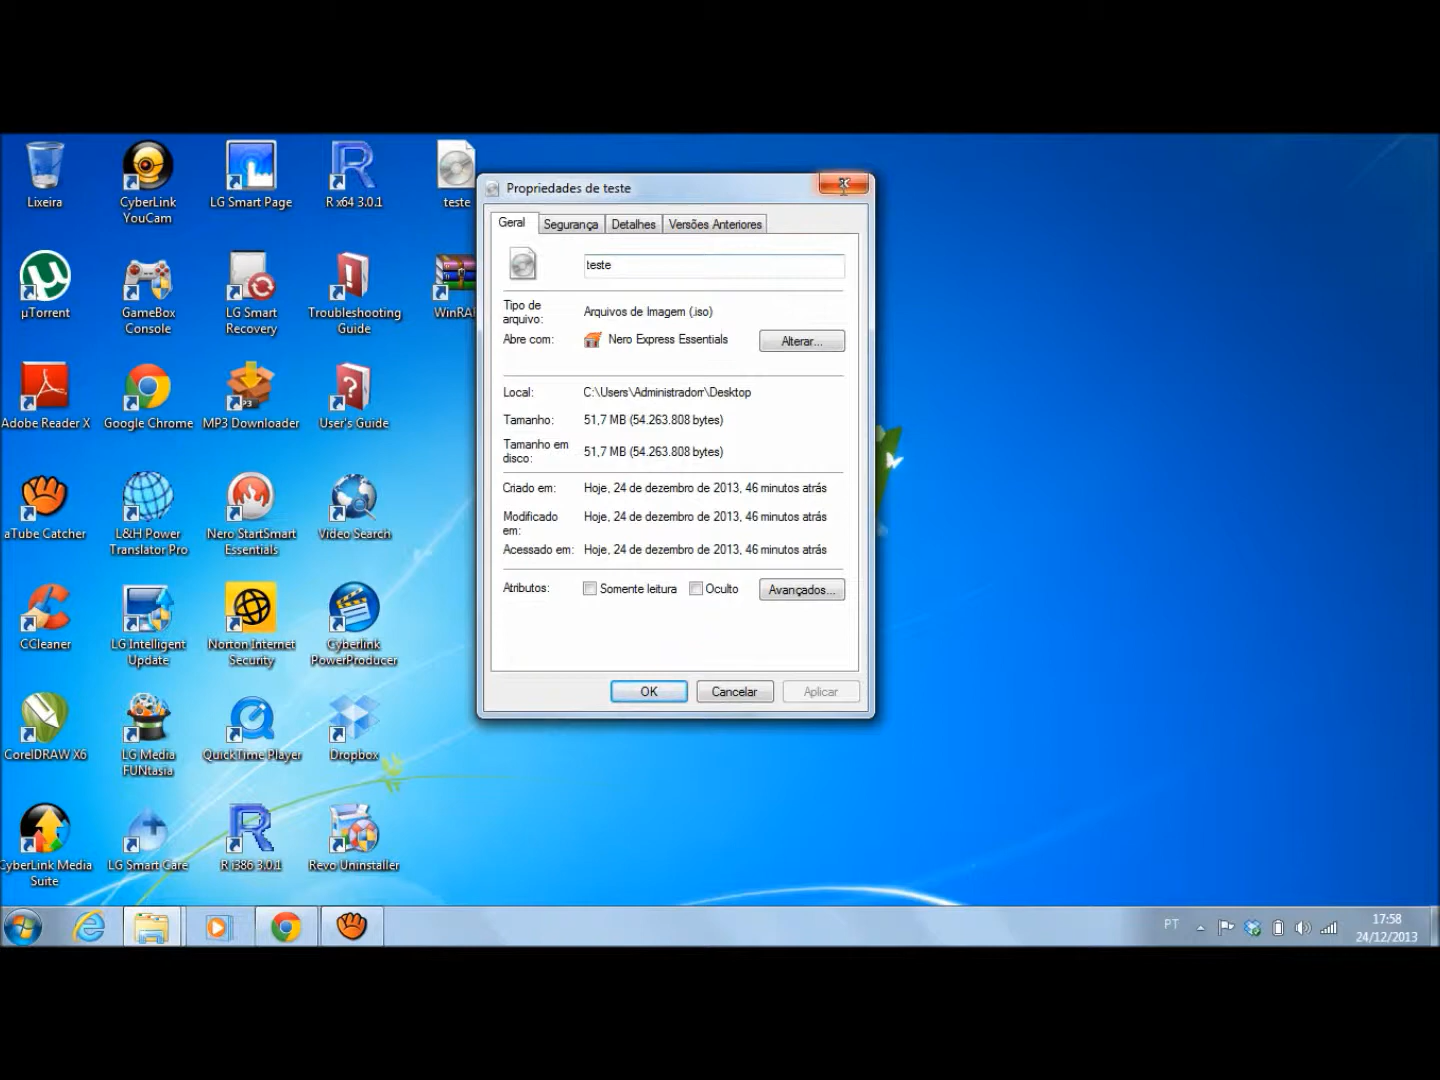 Lixeira
CyberLink
YouCam
LG Smart Page
R x64 3.0.1
teste
µTorrent
GameBox
Console
LG Smart
Recovery
Troubleshooting
Guide
WinRA
Adobe Reader X
Google Chrome
MP3 Downloader
User's Guide
aTube Catcher
L&H Power
Translator Pro
Nero StartSmart
Essentials
Video Search
CCleaner
LG Intelligent
Update
Norton Internet
Security
Cyberlink
PowerProducer
CorelDRAW X6
LG Media
FUNtasia
QuickTime Player
Dropbox
CyberLink Media
Suite
LG Smart Care
R i386 3.0.1
Revo Uninstaller
Propriedades de teste
Geral Segurança Detalhes Versões Anteriores
teste
Tipo de
arquivo:
Arquivos de Imagem (.iso)
Abre com: Nero Express Essentials Alterar...
Local: C:\Users\Administradorr\Desktop
Tamanho: 51,7 MB (54.263.808 bytes)
Tamanho em
disco:
51,7 MB (54.263.808 bytes)
Criado em: Hoje, 24 de dezembro de 2013, 46 minutos atrás
Modificado
em:
Hoje, 24 de dezembro de 2013, 46 minutos atrás
Acessado em: Hoje, 24 de dezembro de 2013, 46 minutos atrás
Atributos: Somente leitura Oculto Avançados...
OK Cancelar Aplicar
PT
17:58
24/12/2013